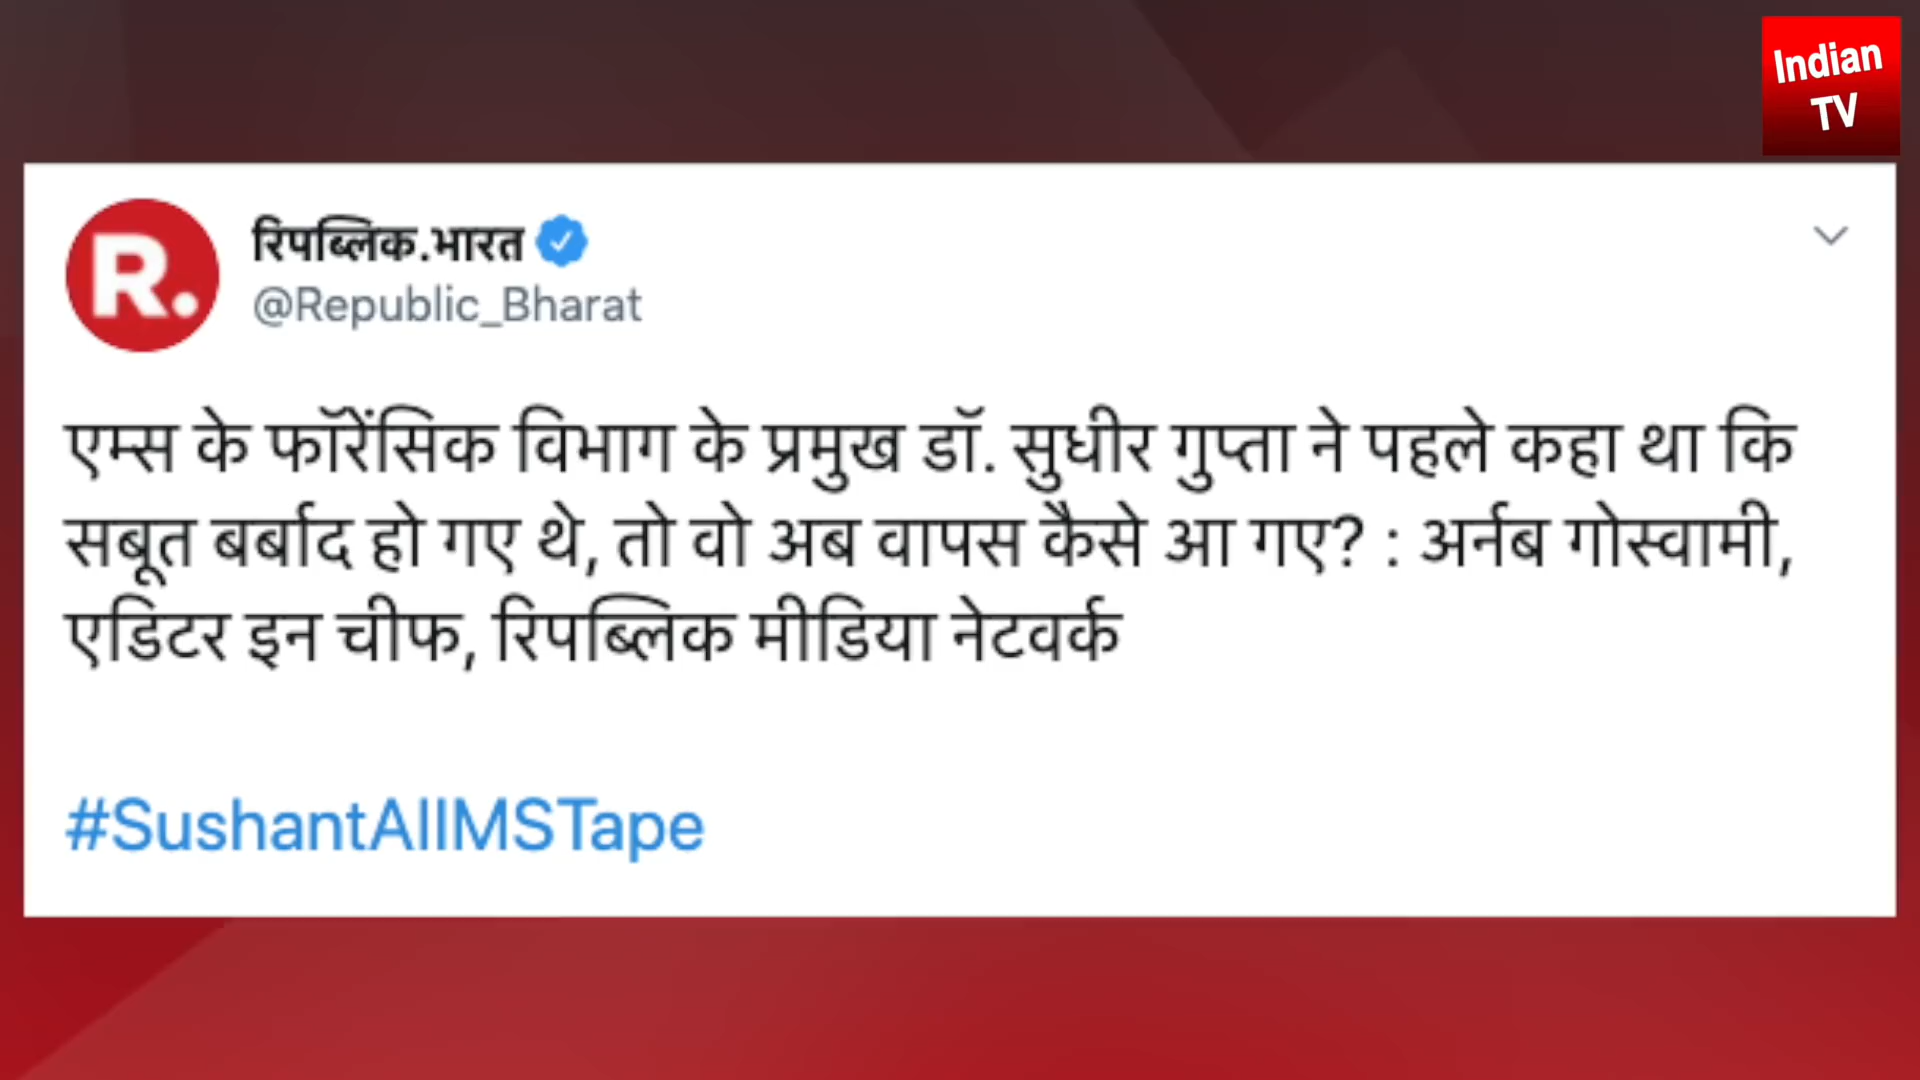 Indian
TV
R.
रिपब्लिक.भारत
@Republic_Bharat
एम्स के फॉरेंसिक विभाग के प्रमुख डॉ. सुधीर गुप्ता ने पहले कहा था कि
सबूत बर्बाद हो गए थे, तो वो अब वापस कैसे आ गए? : अर्नब गोस्वामी,
एडिटर इन चीफ, रिपब्लिक मीडिया नेटवर्क
#SushantAIIMSTape